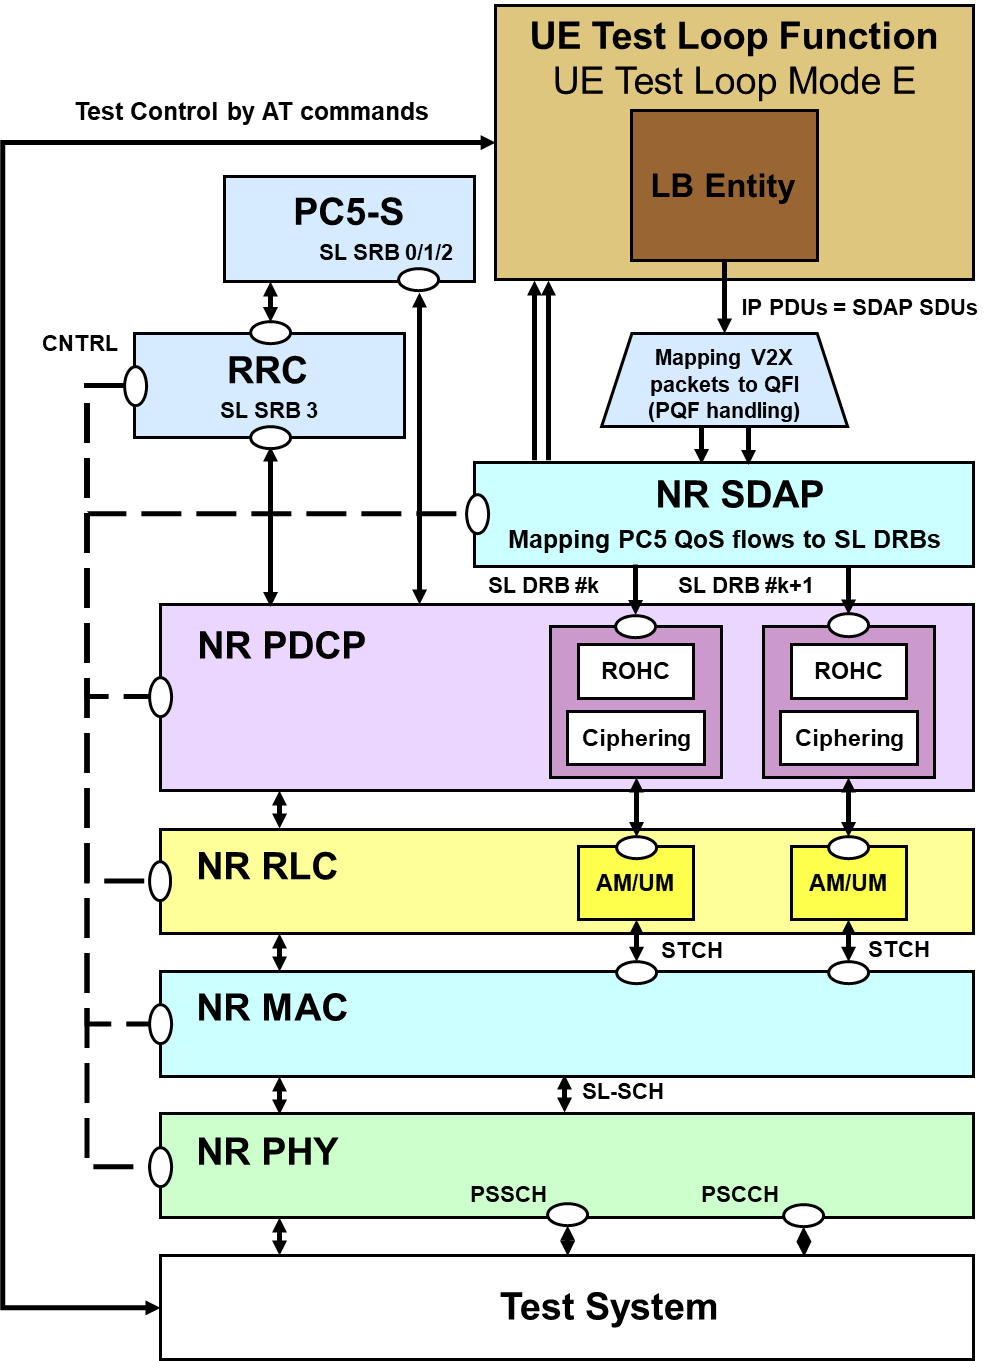 UE Test Loop Function
UE Test Loop Mode E
Test Control by AT commands
LB Entity
PC5-S
SL SRB 0/1/2
IP PDUs = SDAP SDUs
CNTRL
RRC
SL SRB 3
Mapping V2X
packets to QFI
(PQF handling)
NR SDAP
Mapping PC5 QoS flows to SL DRBs
SL DRB #k
SL DRB #k+1
NR PDCP
ROHC
ROHC
Ciphering
Ciphering
NR RLC
AM/UM
AM/UM
STCH
STCH
NR MAC
SL-SCH
NR PHY
PSSCH
PSCCH
Test System